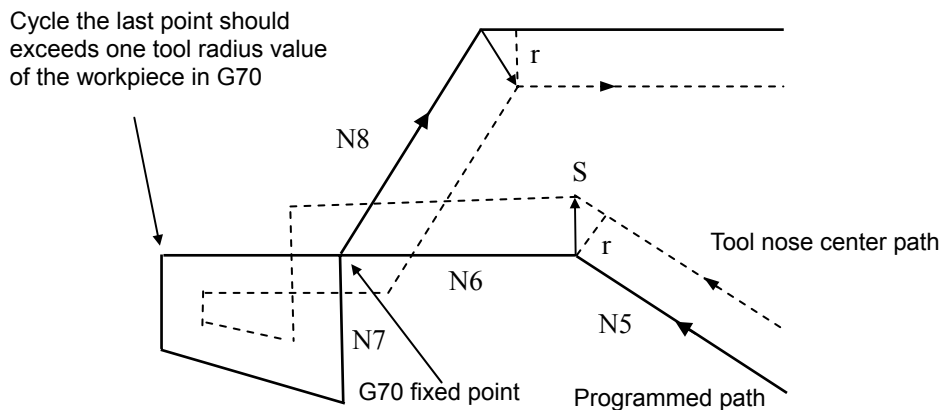 Cycle the last point should
exceeds one tool radius value
of the workpiece in G70
r
N8
S
r
Tool nose center path
N6
N5
N7
G70 fixed point
Programmed path